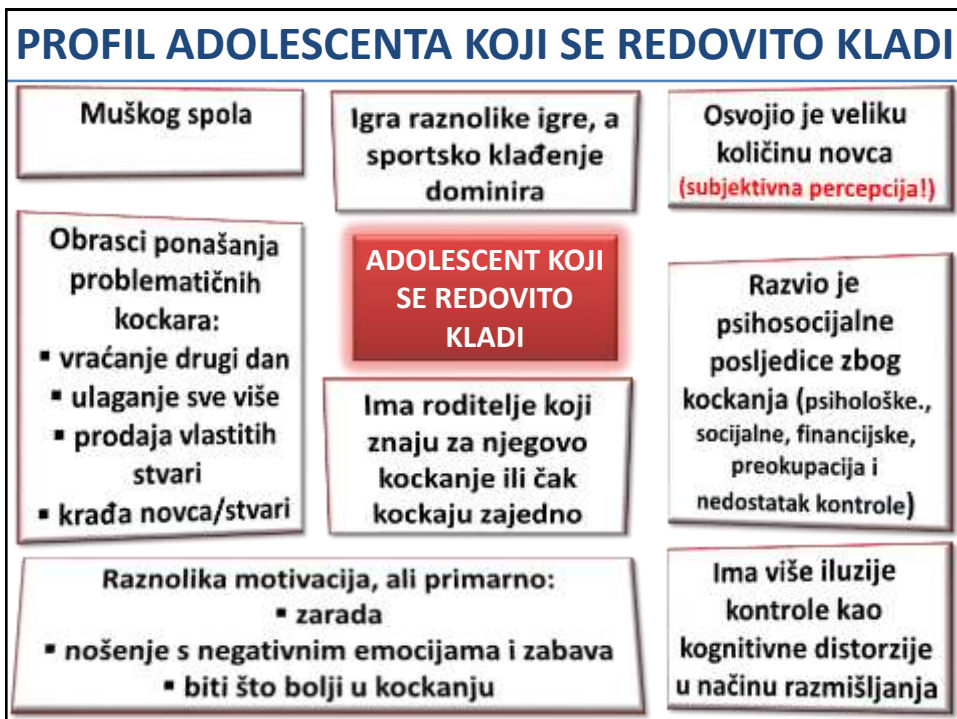 PROFIL ADOLESCENTA KOJI SE REDOVITO KLADI
Muškog spola
Igra raznolike igre, a
sportsko klađenje
dominira
Osvojio je veliku
količinu novca
(subjektivna percepcija!)
Obrasci ponašanja
problematičnih
kockara:
▪ vraćanje drugi dan
▪ ulaganje sve više
▪ prodaja vlastitih
stvari
▪ krađa novca/stvari
ADOLESCENT KOJI
SE REDOVITO
KLADI
Ima roditelje koji
znaju za njegovo
kockanje ili čak
kockaju zajedno
Razvio je
psihosocijalne
posljedice zbog
kockanja (psihološke.,
socijalne, financijske,
preokupacija i
nedostatak kontrole)
Raznolika motivacija, ali primarno:
▪ zarada
▪ nošenje s negativnim emocijama i zabava
▪ biti što bolji u kockanju
Ima više iluzije
kontrole kao
kognitivne distorzije
u načinu razmišljanja